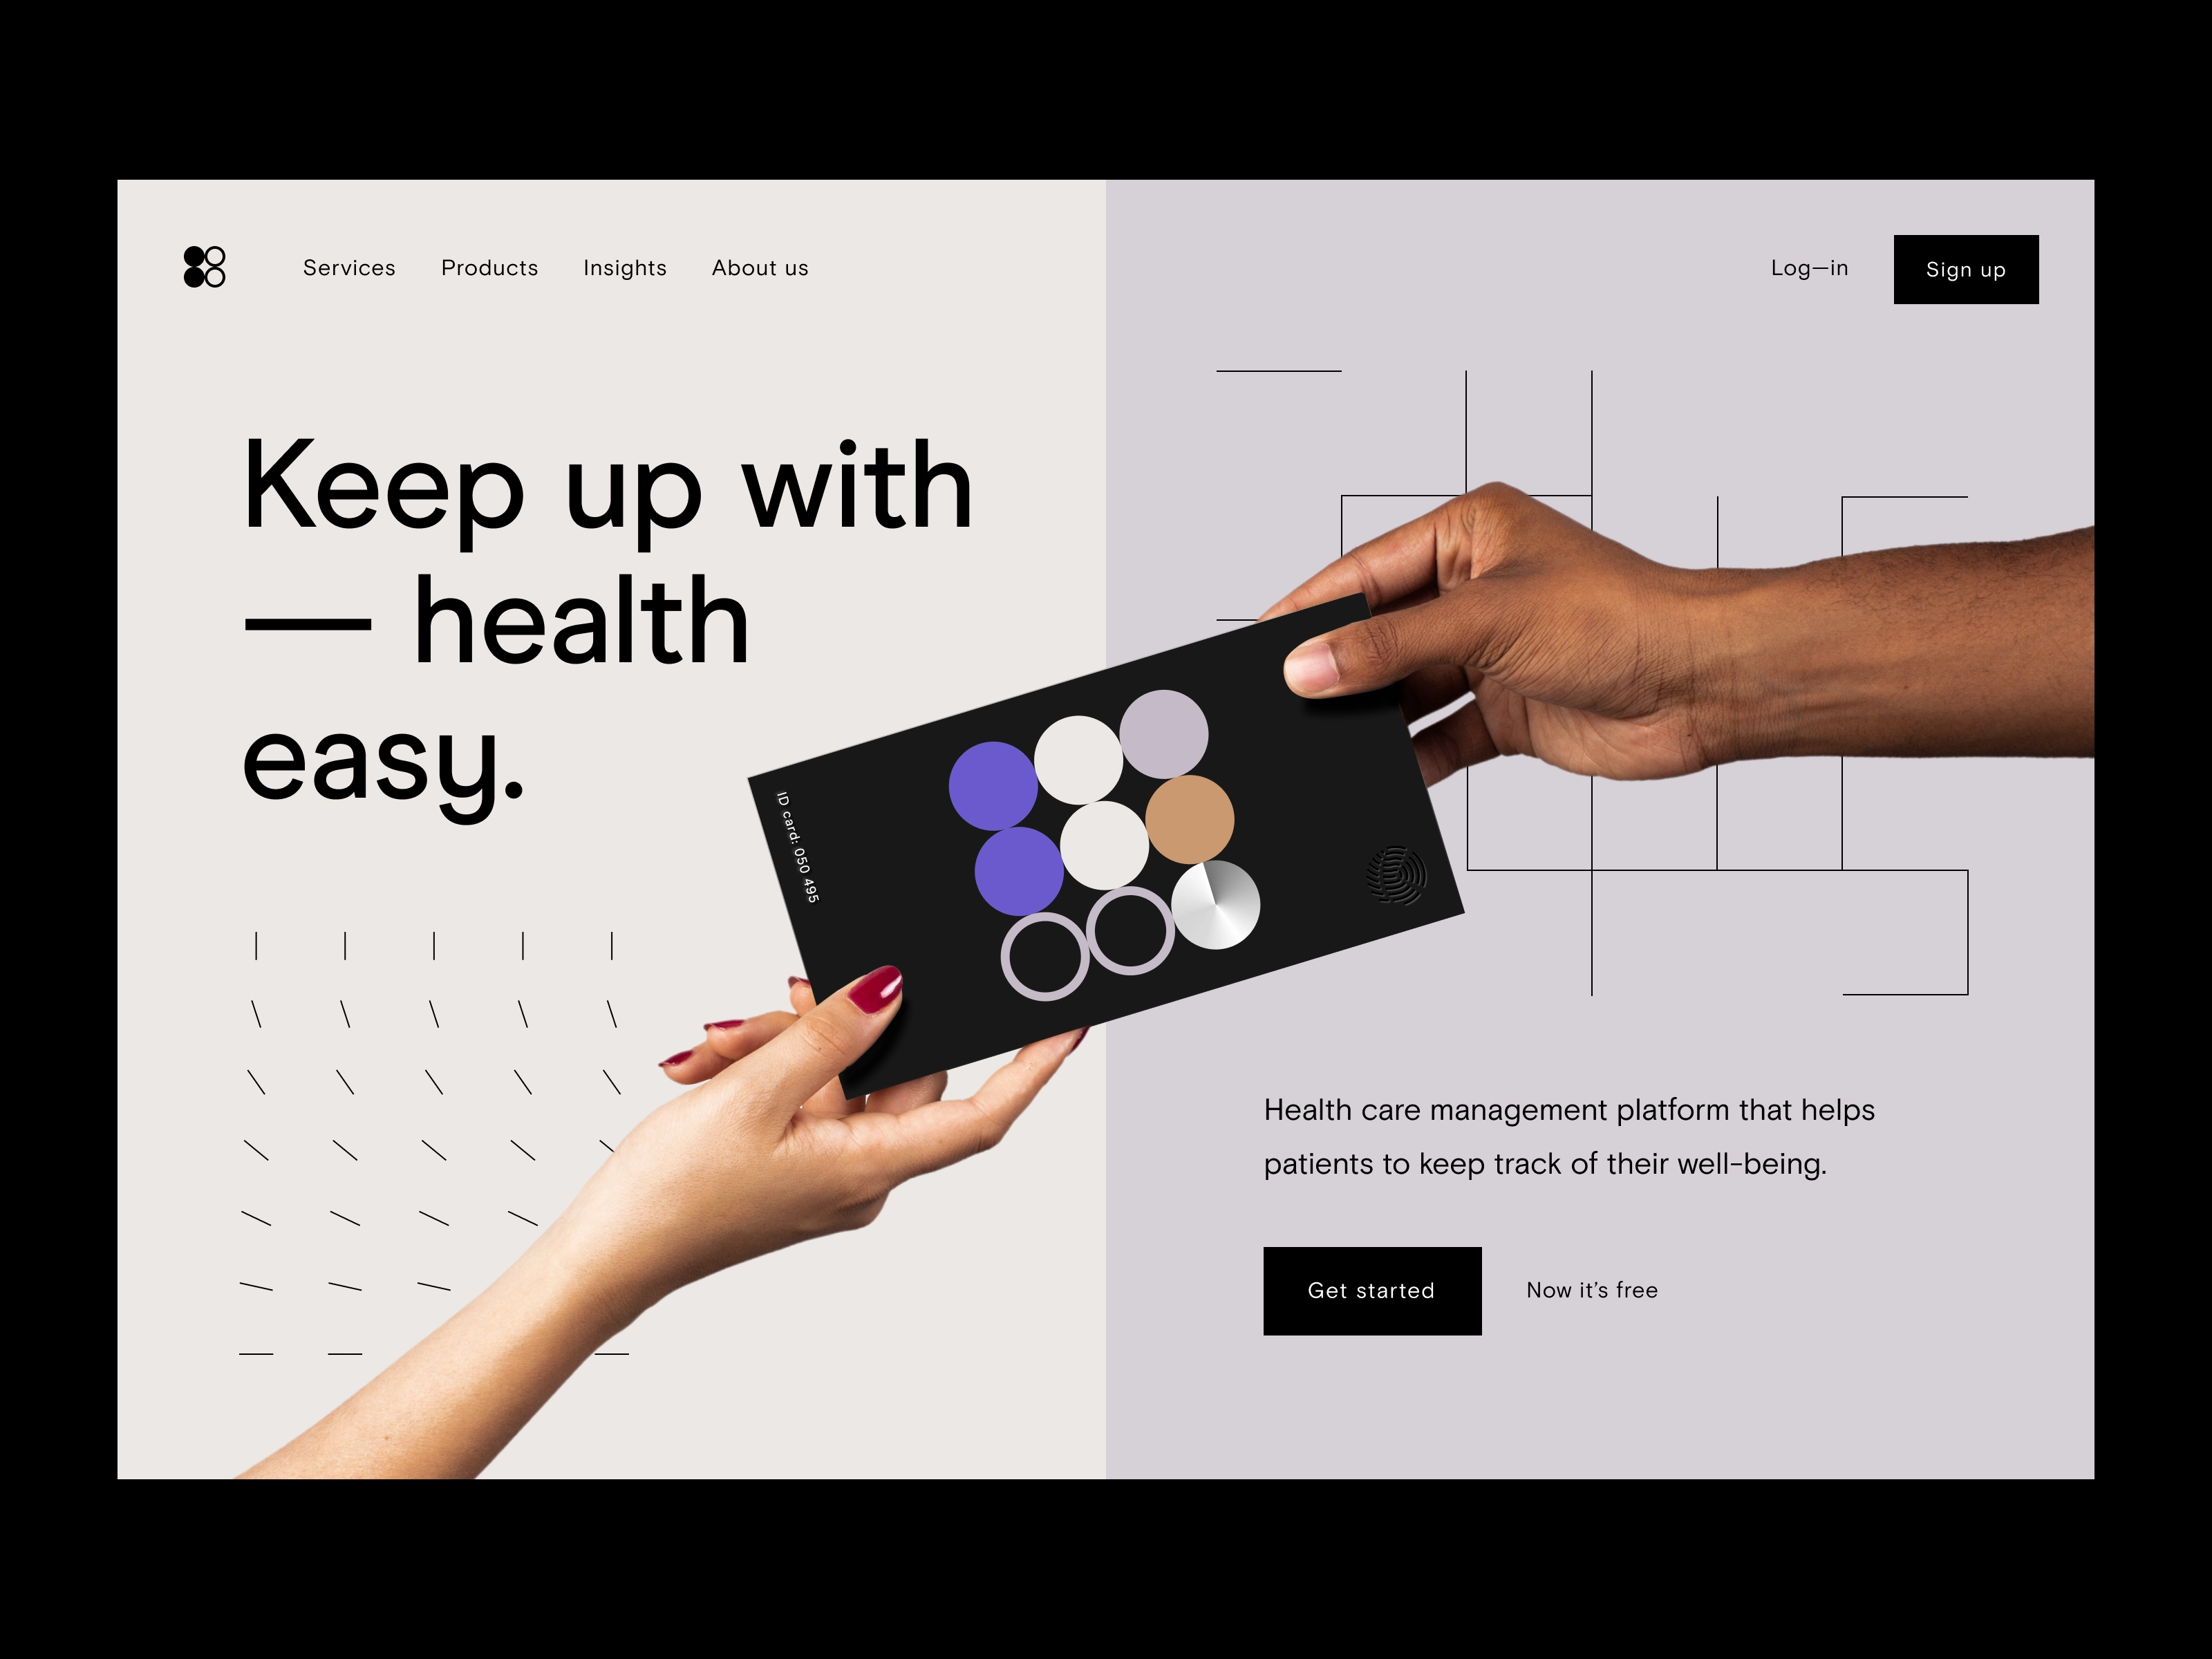 Services Products Insights About us
Log—in
Sign up
Keep up with
— health
easy.
ID card: 050 495
Health care management platform that helps
patients to keep track of their well-being.
Get started
Now it’s free